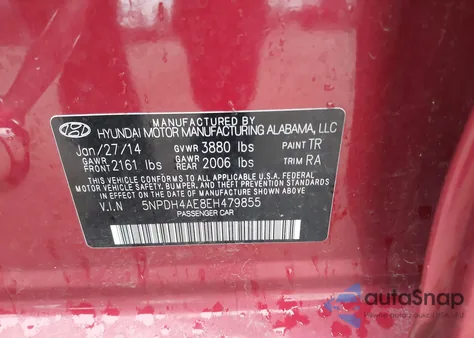 MANUFACTURED BY
HYUNDAI MOTOR MANUFACTURING ALABAMA, LLC
Jan/27/14 GVWR 3880 lbs PAINT TR
GAWR FRONT 2161 lbs GAWR REAR 2006 lbs TRIM RA
THIS VEHICLE CONFORMS TO ALL APPLICABLE U.S.A FEDERAL
MOTOR VEHICLE SAFETY, BUMPER, AND THEFT PREVENTION
STANDARDS IN EFFECT ON THE DATE OF MANUFACTURE SHOWN ABOVE.
V.I.N 5NPDH4AE8EH479855
PASSENGER CAR
autoSnap